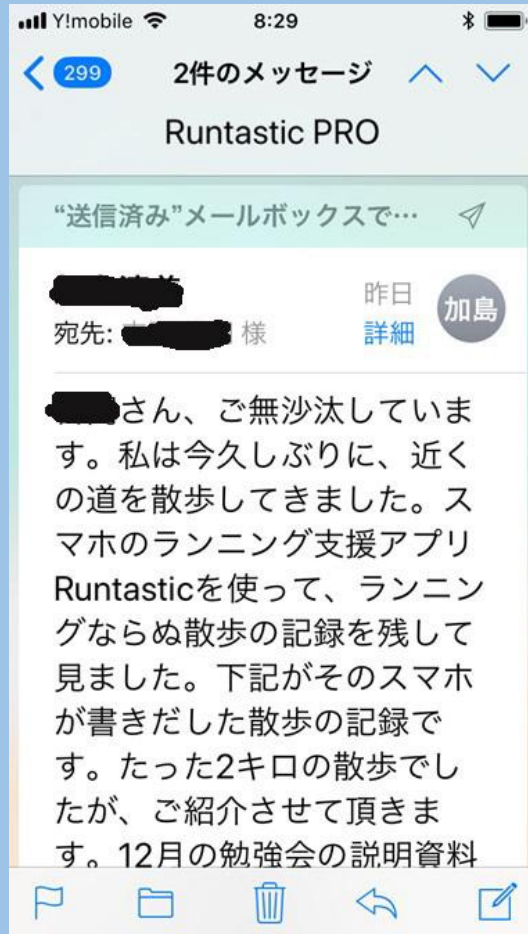 Y!mobile 8:29
299 2件のメッセージ
Runtastic PRO
“送信済み”メールボックスで…
昨日
加島
宛先: 様 詳細
さん、ご無沙汰していま
す。私は今久しぶりに、近く
の道を散歩してきました。ス
マホのランニング支援アプリ
Runtasticを使って、ランニン
グならぬ散歩の記録を残して
見ました。下記がそのスマホ
が書きだした散歩の記録で
す。たった2キロの散歩でし
たが、ご紹介させて頂きま
す。12月の勉強会の説明資料